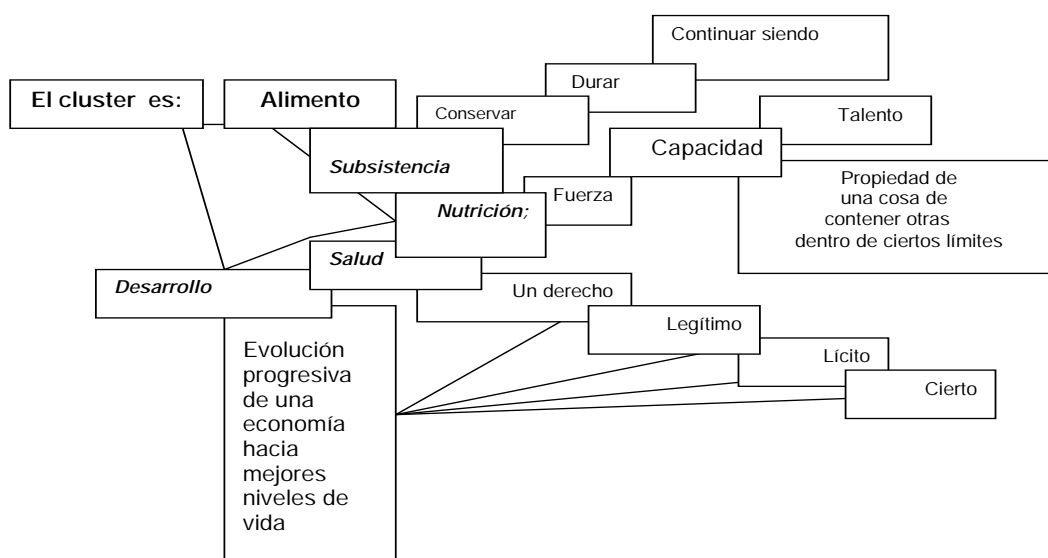 Continuar siendo
Durar
El cluster es:
Alimento
Conservar
Talento
Subsistencia
Capacidad
Nutrición;
Fuerza
Propiedad de
una cosa de
contener otras
dentro de ciertos límites
Salud
Desarrollo
Un derecho
Legítimo
Evolución
progresiva
de una
economía
hacia
mejores
niveles de
vida
Lícito
Cierto